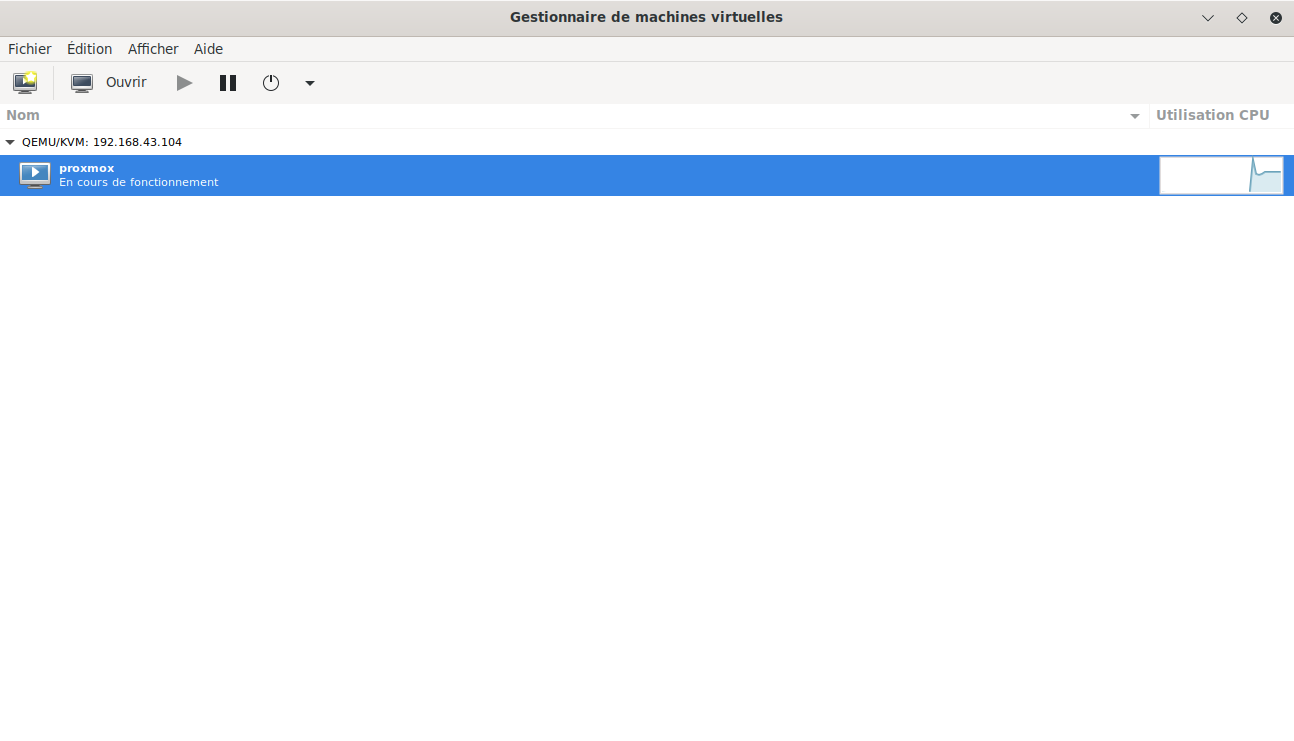 Gestionnaire de machines virtuelles
Fichier Édition Afficher Aide
Ouvrir
Nom Utilisation CPU
QEMU/KVM: 192.168.43.104
proxmox
En cours de fonctionnement